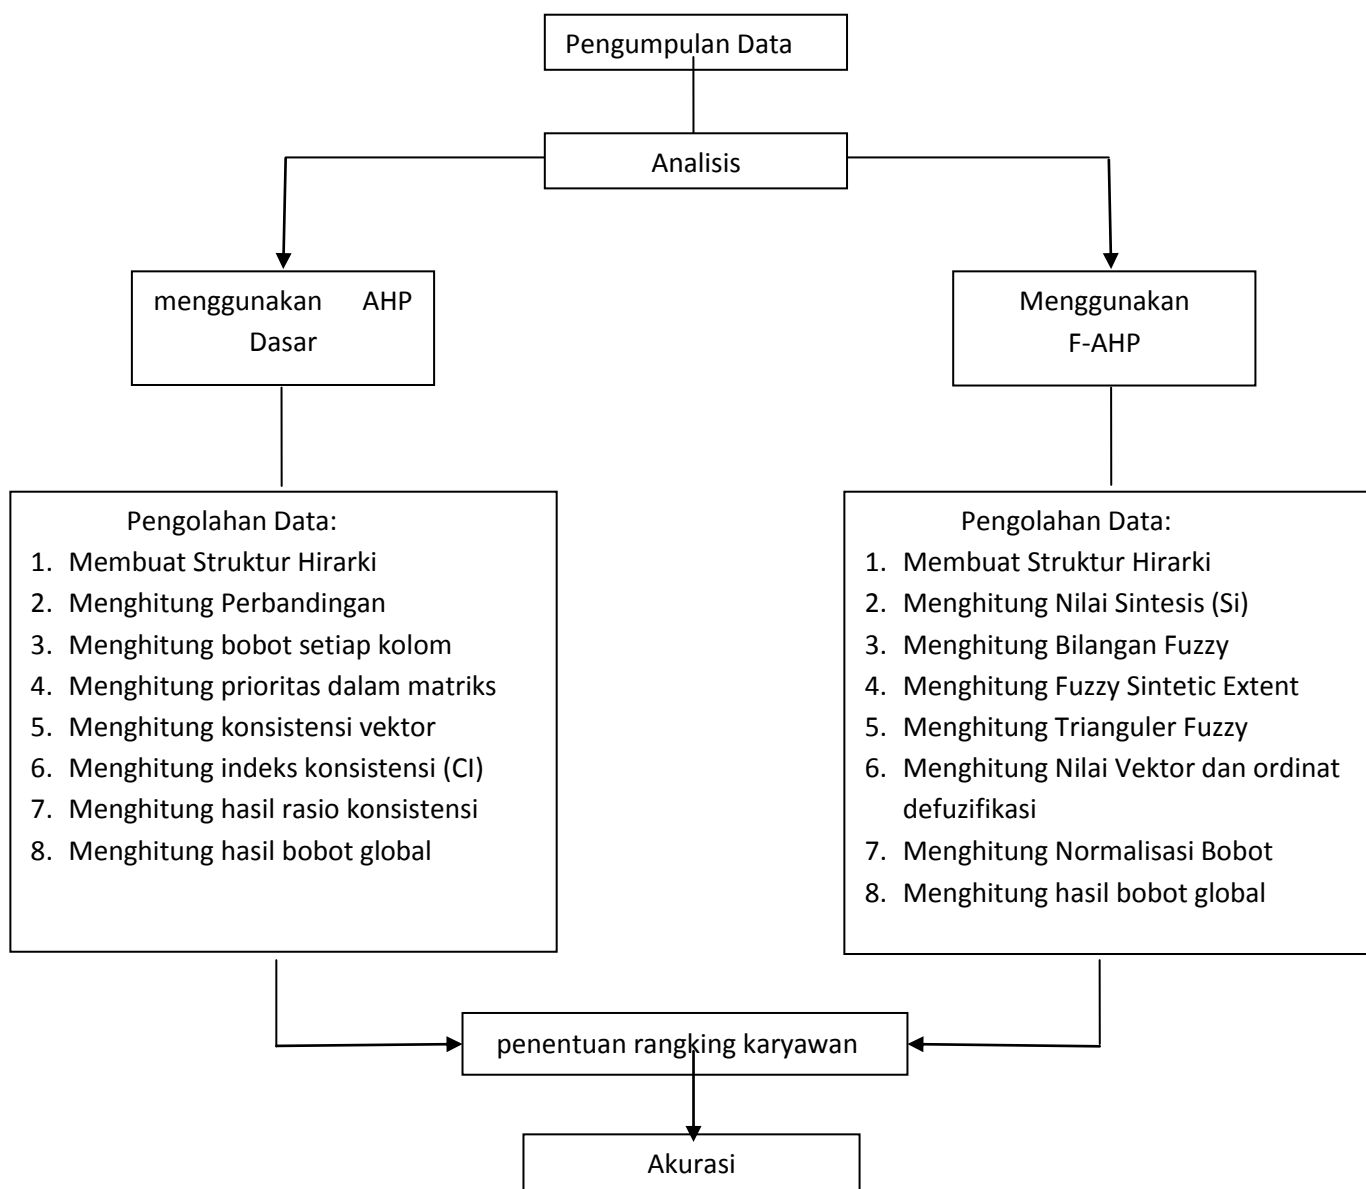 Pengumpulan Data
Analisis
menggunakan AHP
Dasar
Menggunakan
F-AHP
Pengolahan Data:
1. Membuat Struktur Hirarki
2. Menghitung Perbandingan
3. Menghitung bobot setiap kolom
4. Menghitung prioritas dalam matriks
5. Menghitung konsistensi vektor
6. Menghitung indeks konsistensi (CI)
7. Menghitung hasil rasio konsistensi
8. Menghitung hasil bobot global
Pengolahan Data:
1. Membuat Struktur Hirarki
2. Menghitung Nilai Sintesis (Si)
3. Menghitung Bilangan Fuzzy
4. Menghitung Fuzzy Sintetic Extent
5. Menghitung Trianguler Fuzzy
6. Menghitung Nilai Vektor dan ordinat
defuzifikasi
7. Menghitung Normalisasi Bobot
8. Menghitung hasil bobot global
penentuan rangking karyawan
Akurasi